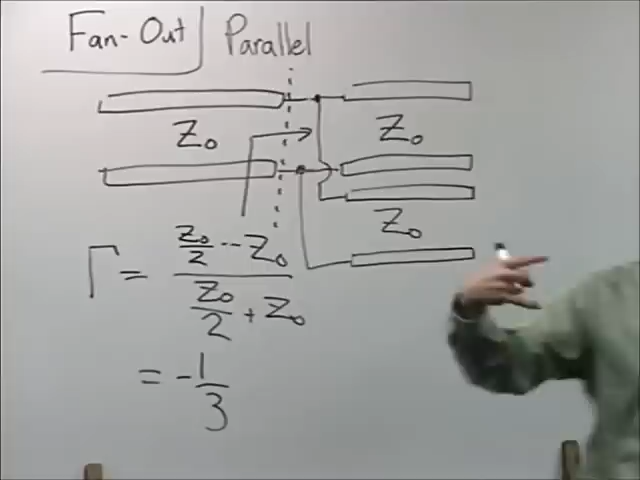 Fan-Out Parallel
Z₀ Z₀
Z₀
Γ = (Z₀/2 - Z₀) / (Z₀/2 + Z₀)
= -1/3